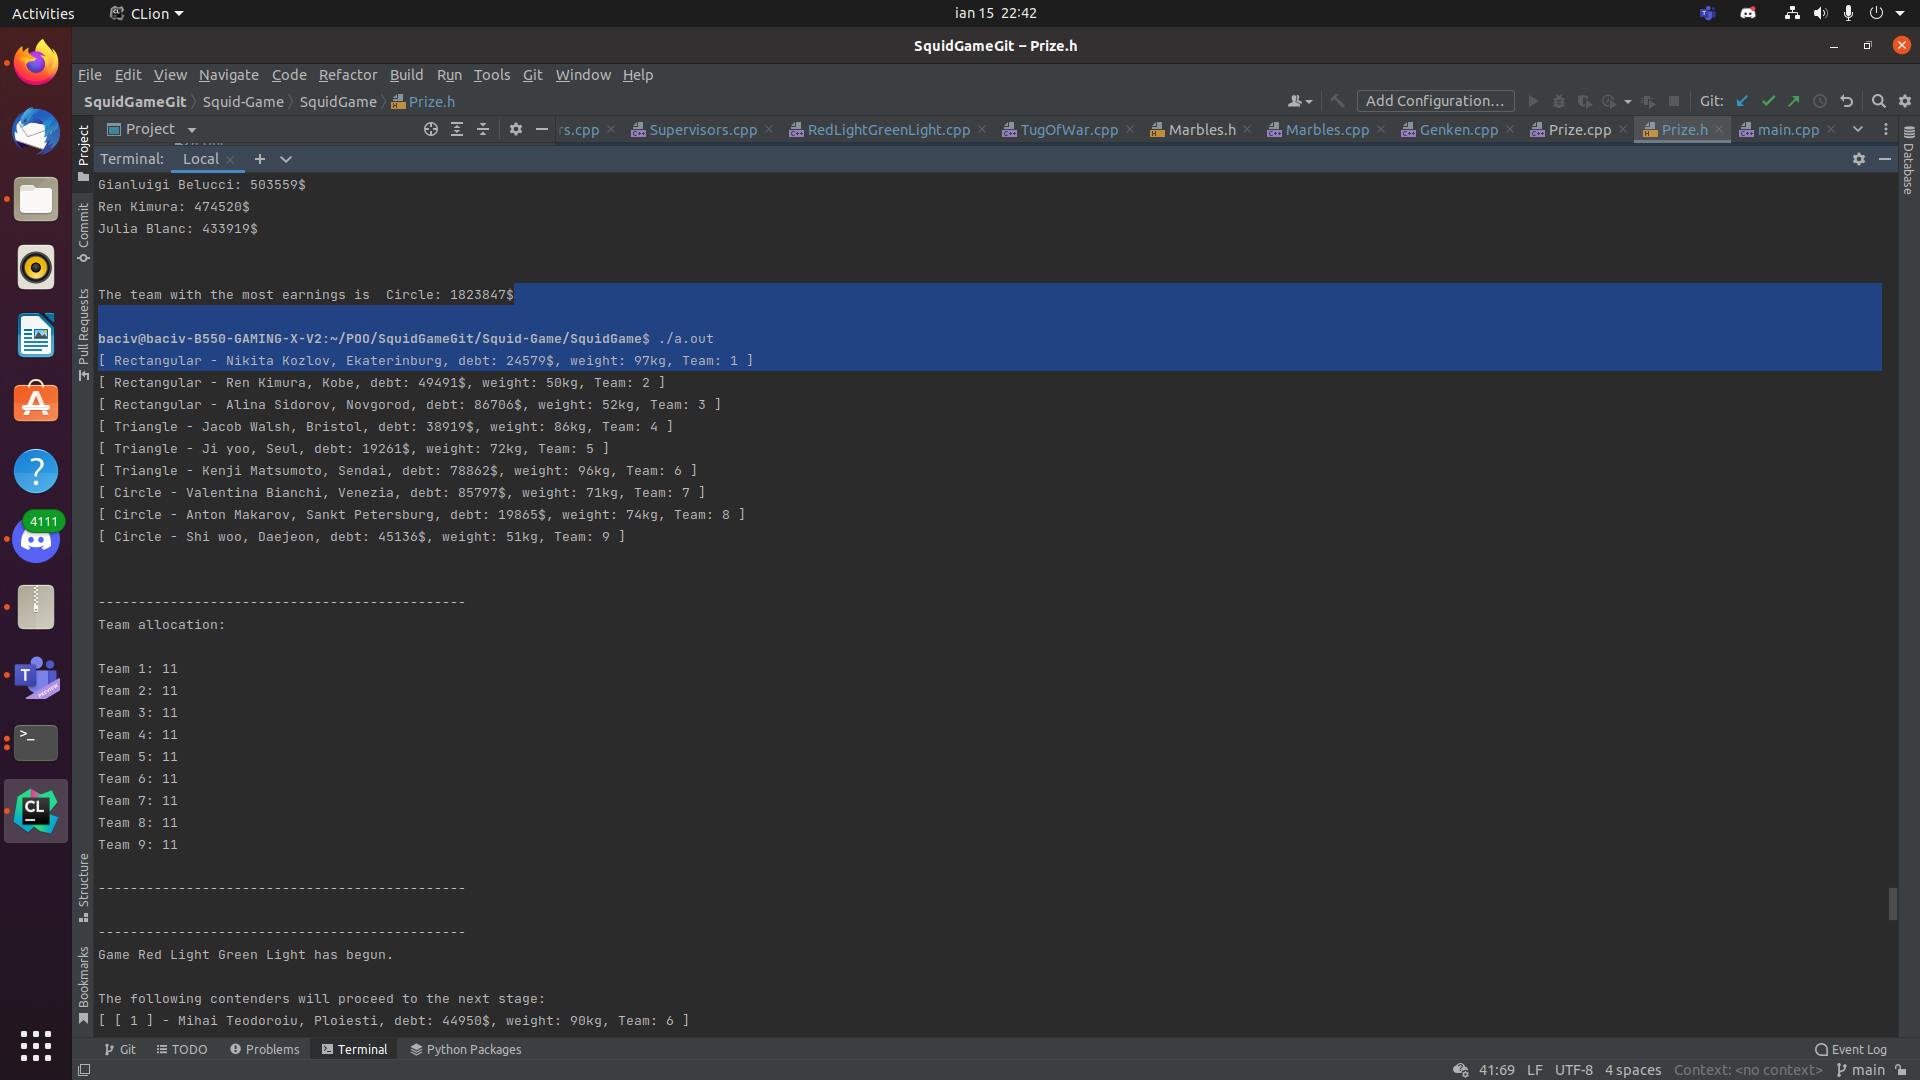 Activities CLion ian 15 22:42
SquidGameGit – Prize.h
File Edit View Navigate Code Refactor Build Run Tools Git Window Help
SquidGameGit Squid-Game SquidGame Prize.h Add Configuration... Git:
Project rs.cpp Supervisors.cpp RedLightGreenLight.cpp TugOfWar.cpp Marbles.h Marbles.cpp Genken.cpp Prize.cpp Prize.h main.cpp
Terminal: Local
Project
Commit
Pull Requests
Structure
Bookmarks
Database
4111
CL
T
PREVIEW
Gianluigi Belucci: 503559$
Ren Kimura: 474520$
Julia Blanc: 433919$
The team with the most earnings is  Circle: 1823847$
baciv@baciv-B550-GAMING-X-V2:~/POO/SquidGameGit/Squid-Game/SquidGame$ ./a.out
[ Rectangular - Nikita Kozlov, Ekaterinburg, debt: 24579$, weight: 97kg, Team: 1 ]
[ Rectangular - Ren Kimura, Kobe, debt: 49491$, weight: 50kg, Team: 2 ]
[ Rectangular - Alina Sidorov, Novgorod, debt: 86706$, weight: 52kg, Team: 3 ]
[ Triangle - Jacob Walsh, Bristol, debt: 38919$, weight: 86kg, Team: 4 ]
[ Triangle - Ji yoo, Seul, debt: 19261$, weight: 72kg, Team: 5 ]
[ Triangle - Kenji Matsumoto, Sendai, debt: 78862$, weight: 96kg, Team: 6 ]
[ Circle - Valentina Bianchi, Venezia, debt: 85797$, weight: 71kg, Team: 7 ]
[ Circle - Anton Makarov, Sankt Petersburg, debt: 19865$, weight: 74kg, Team: 8 ]
[ Circle - Shi woo, Daejeon, debt: 45136$, weight: 51kg, Team: 9 ]
----------------------------------------------
Team allocation:
Team 1: 11
Team 2: 11
Team 3: 11
Team 4: 11
Team 5: 11
Team 6: 11
Team 7: 11
Team 8: 11
Team 9: 11
----------------------------------------------
----------------------------------------------
Game Red Light Green Light has begun.
The following contenders will proceed to the next stage:
[ [ 1 ] - Mihai Teodoroiu, Ploiesti, debt: 44950$, weight: 90kg, Team: 6 ]
Git TODO Problems Terminal Python Packages Event Log
41:69 LF UTF-8 4 spaces Context: <no context> main